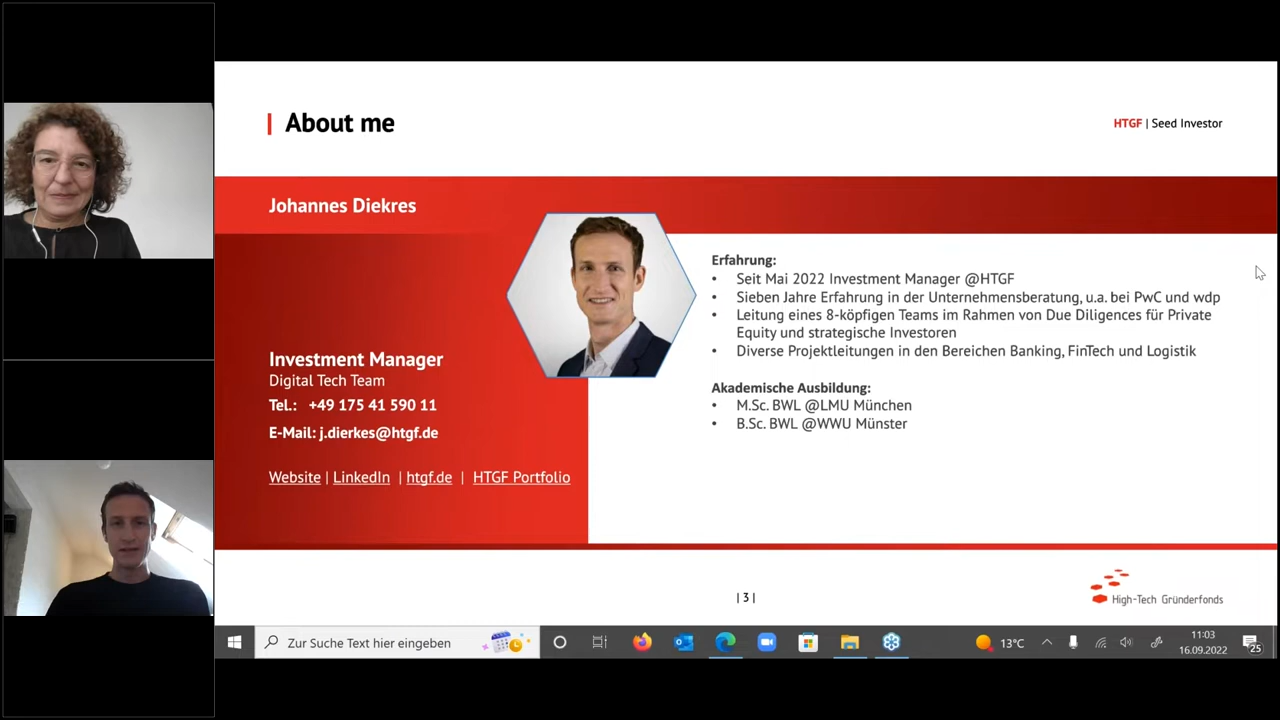 About me
HTGF | Seed Investor
Johannes Diekres
Investment Manager
Digital Tech Team
Tel.: +49 175 41 590 11
E-Mail: j.dierkes@htgf.de
Website | LinkedIn | htgf.de | HTGF Portfolio
Erfahrung:
• Seit Mai 2022 Investment Manager @HTGF
• Sieben Jahre Erfahrung in der Unternehmensberatung, u.a. bei PwC und wdp
• Leitung eines 8-köpfigen Teams im Rahmen von Due Diligences für Private
Equity und strategische Investoren
• Diverse Projektleitungen in den Bereichen Banking, FinTech und Logistik
Akademische Ausbildung:
• M.Sc. BWL @LMU München
• B.Sc. BWL @WWU Münster
| 3 |
High-Tech Gründerfonds
Zur Suche Text hier eingeben
13°C
11:03
16.09.2022
25